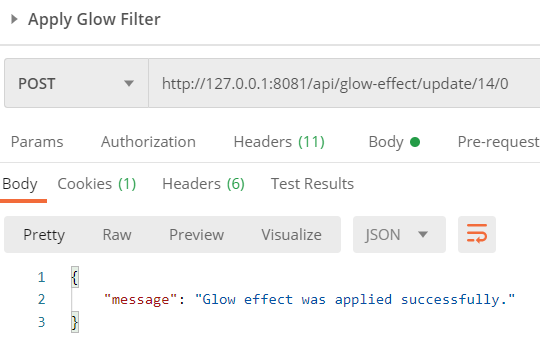 Apply Glow Filter
POST http://127.0.0.1:8081/api/glow-effect/update/14/0
Params Authorization Headers (11) Body Pre-request
Body Cookies (1) Headers (6) Test Results
Pretty Raw Preview Visualize JSON
1 {
2 "message": "Glow effect was applied successfully."
3 }